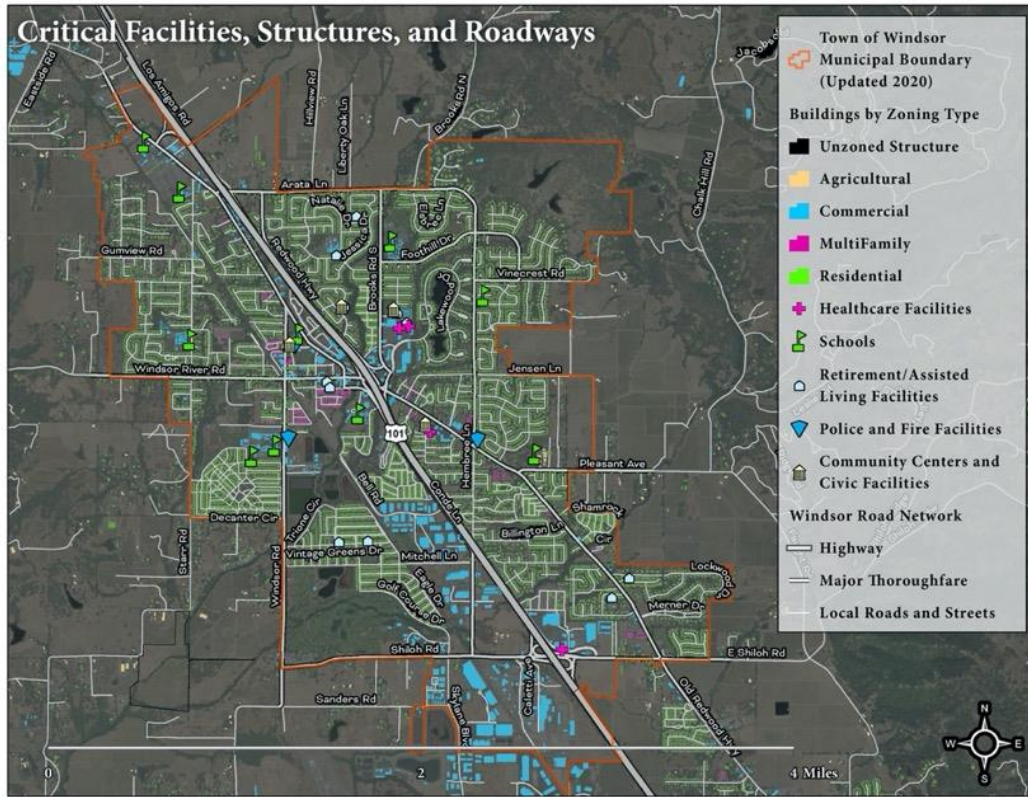 Critical Facilities, Structures, and Roadways
Town of Windsor
Municipal Boundary
(Updated 2020)
Buildings by Zoning Type
Unzoned Structure
Agricultural
Commercial
MultiFamily
Residential
Healthcare Facilities
Schools
Retirement/Assisted
Living Facilities
Police and Fire Facilities
Community Centers and
Civic Facilities
Windsor Road Network
Highway
Major Thoroughfare
Local Roads and Streets
Eastside Rd
Los Amigos Rd
Hillview Rd
Liberty Oak Ln
Brooks Rd N
Chalk Hill Rd
Arata Ln
Natalie Dr
Jessica Dr
Foothill Dr
Gumview Rd
Redwood Hwy
Brooks Rd S
Lakewood Dr
Vinecrest Rd
Windsor River Rd
Jensen Ln
101
Hembree Ln
Pleasant Ave
Bell Rd
Conde Ln
Shamrock
Cir
Decanter Cir
Trione Cir
Billington Ln
Starr Rd
Windsor Rd
Vintage Greens Dr
Mitchell Ln
Eagle Dr
Golf Course Dr
Lockwood Dr
Merner Dr
Shiloh Rd
E Shiloh Rd
Caletti Ave
Sanders Rd
Skylane Blvd
Old Redwood Hwy
N
W
E
S
0
2
4 Miles